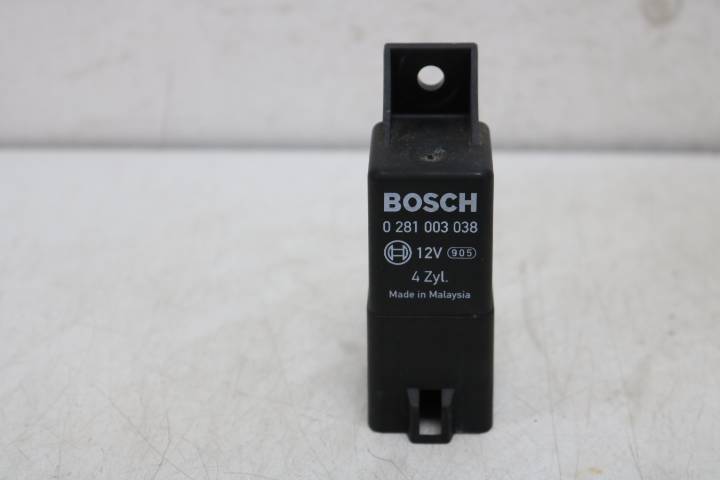 BOSCH
0 281 003 038
12V 905
4 Zyl.
Made in Malaysia